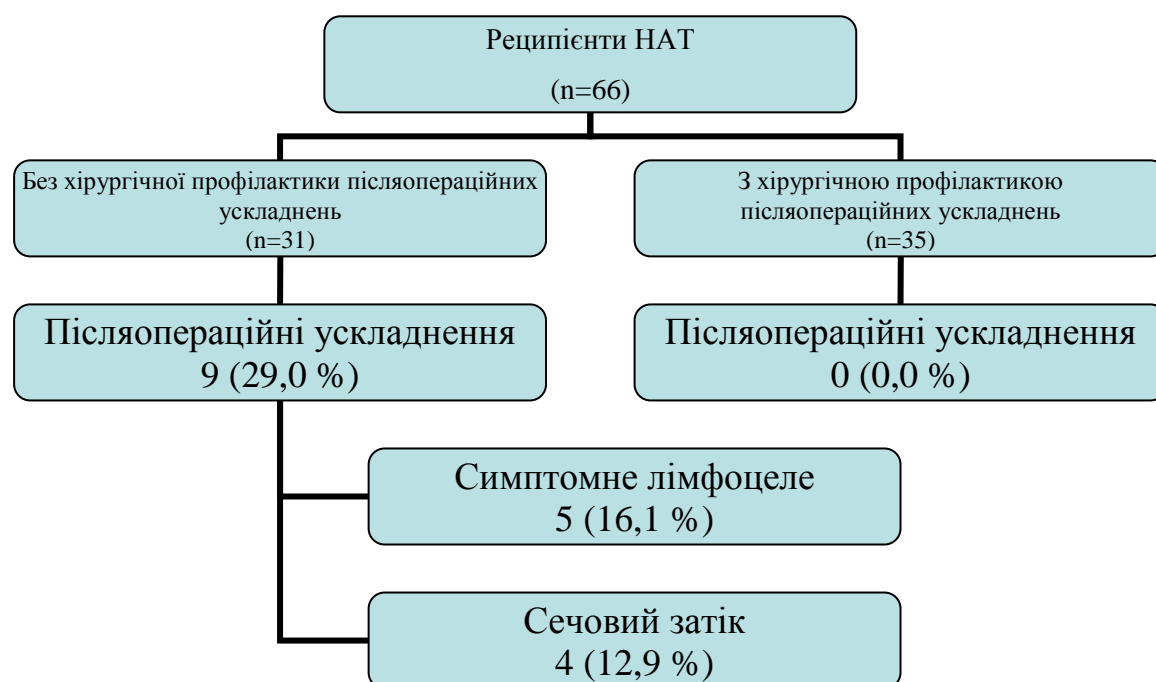 Реципієнти НАТ
(n=66)
Без хірургічної профілактики післяопераційних
ускладнень
(n=31)
З хірургічною профілактикою
післяопераційних ускладнень
(n=35)
Післяопераційні ускладнення
9 (29,0 %)
Післяопераційні ускладнення
0 (0,0 %)
Симптомне лімфоцеле
5 (16,1 %)
Сечовий затік
4 (12,9 %)